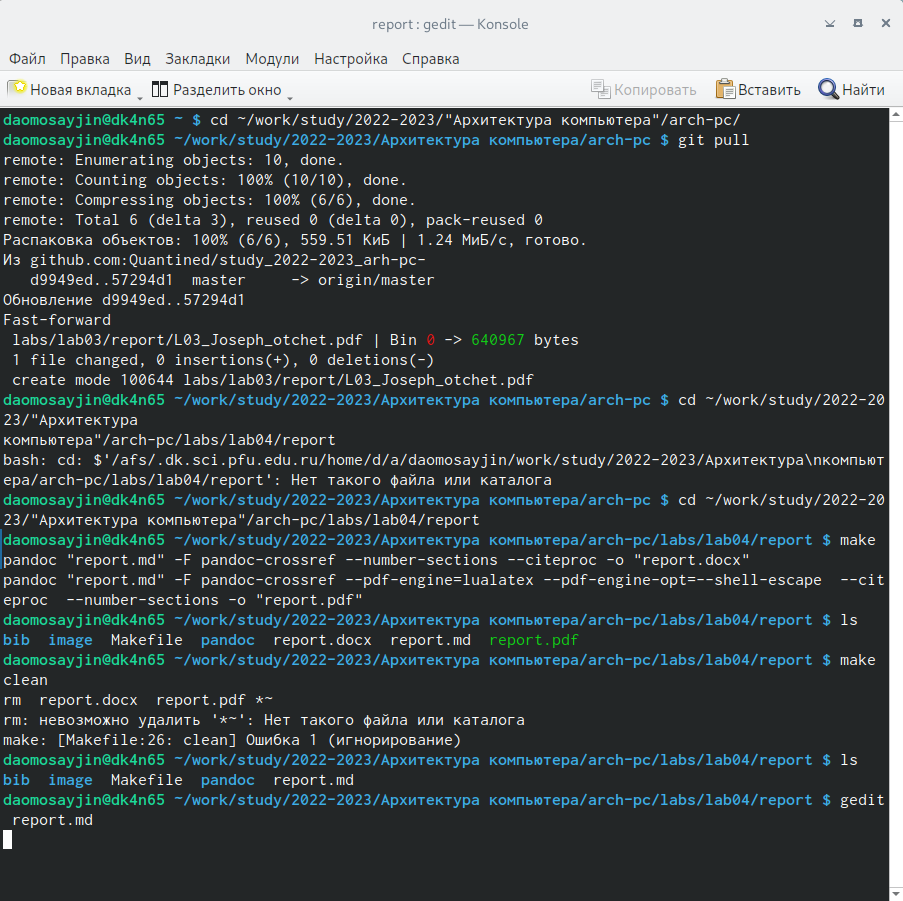 report : gedit — Konsole
Файл Правка Вид Закладки Модули Настройка Справка
Новая вкладка Разделить окно Копировать Вставить Найти
daomosayjin@dk4n65 ~ $ cd ~/work/study/2022-2023/"Архитектура компьютера"/arch-pc/
daomosayjin@dk4n65 ~/work/study/2022-2023/Архитектура компьютера/arch-pc $ git pull
remote: Enumerating objects: 10, done.
remote: Counting objects: 100% (10/10), done.
remote: Compressing objects: 100% (6/6), done.
remote: Total 6 (delta 3), reused 0 (delta 0), pack-reused 0
Распаковка объектов: 100% (6/6), 559.51 КиБ | 1.24 МиБ/с, готово.
Из github.com:Quantined/study_2022-2023_arh-pc-
   d9949ed..57294d1  master     -> origin/master
Обновление d9949ed..57294d1
Fast-forward
 labs/lab03/report/L03_Joseph_otchet.pdf | Bin 0 -> 640967 bytes
 1 file changed, 0 insertions(+), 0 deletions(-)
 create mode 100644 labs/lab03/report/L03_Joseph_otchet.pdf
daomosayjin@dk4n65 ~/work/study/2022-2023/Архитектура компьютера/arch-pc $ cd ~/work/study/2022-20
23/"Архитектура
компьютера"/arch-pc/labs/lab04/report
bash: cd: $'/afs/.dk.sci.pfu.edu.ru/home/d/a/daomosayjin/work/study/2022-2023/Архитектура\nкомпьют
ера/arch-pc/labs/lab04/report': Нет такого файла или каталога
daomosayjin@dk4n65 ~/work/study/2022-2023/Архитектура компьютера/arch-pc $ cd ~/work/study/2022-20
23/"Архитектура компьютера"/arch-pc/labs/lab04/report
daomosayjin@dk4n65 ~/work/study/2022-2023/Архитектура компьютера/arch-pc/labs/lab04/report $ make
pandoc "report.md" -F pandoc-crossref --number-sections --citeproc -o "report.docx"
pandoc "report.md" -F pandoc-crossref --pdf-engine=lualatex --pdf-engine-opt=--shell-escape  --cit
eproc  --number-sections -o "report.pdf"
daomosayjin@dk4n65 ~/work/study/2022-2023/Архитектура компьютера/arch-pc/labs/lab04/report $ ls
bib  image  Makefile  pandoc  report.docx  report.md  report.pdf
daomosayjin@dk4n65 ~/work/study/2022-2023/Архитектура компьютера/arch-pc/labs/lab04/report $ make
clean
rm  report.docx  report.pdf *~
rm: невозможно удалить '*~': Нет такого файла или каталога
make: [Makefile:26: clean] Ошибка 1 (игнорирование)
daomosayjin@dk4n65 ~/work/study/2022-2023/Архитектура компьютера/arch-pc/labs/lab04/report $ ls
bib  image  Makefile  pandoc  report.md
daomosayjin@dk4n65 ~/work/study/2022-2023/Архитектура компьютера/arch-pc/labs/lab04/report $ gedit
 report.md